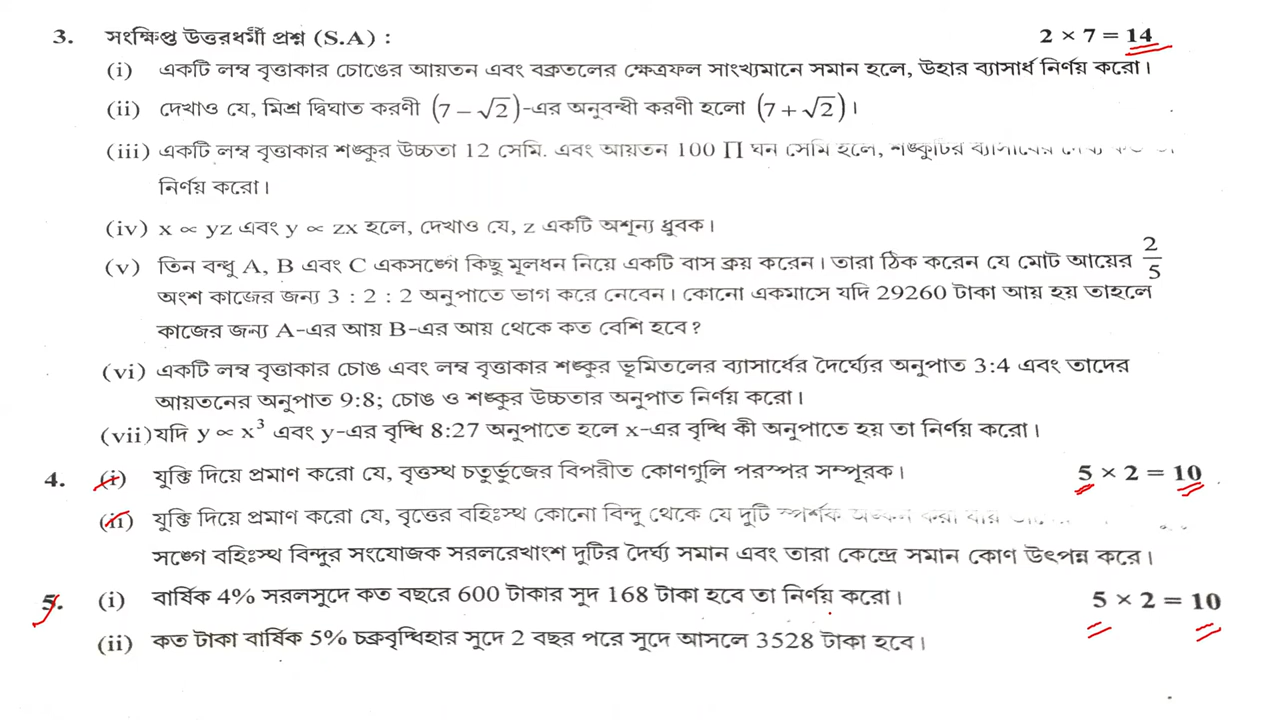 3. সংক্ষিপ্ত উত্তরধর্মী প্রশ্ন (S.A) : 2 × 7 = 14
(i) একটি লম্ব বৃত্তাকার চোঙের আয়তন এবং বক্রতলের ক্ষেত্রফল সাংখ্যমানে সমান হলে, উহার ব্যাসার্ধ নির্ণয় করো।
(ii) দেখাও যে, মিশ্র দ্বিঘাত করণী (7 − √2)-এর অনুবন্ধী করণী হলো (7 + √2)।
(iii) একটি লম্ব বৃত্তাকার শঙ্কুর উচ্চতা 12 সেমি. এবং আয়তন 100 ∏ ঘন সেমি হলে, শঙ্কুটির
নির্ণয় করো।
(iv) x ∝ yz এবং y ∝ zx হলে, দেখাও যে, z একটি অশূন্য ধ্রুবক।
(v) তিন বন্ধু A, B এবং C একসঙ্গে কিছু মূলধন নিয়ে একটি বাস ক্রয় করেন। তারা ঠিক করেন যে মোট আয়ের 2/5
অংশ কাজের জন্য 3 : 2 : 2 অনুপাতে ভাগ করে নেবেন। কোনো একমাসে যদি 29260 টাকা আয় হয় তাহলে
কাজের জন্য A-এর আয় B-এর আয় থেকে কত বেশি হবে?
(vi) একটি লম্ব বৃত্তাকার চোঙ এবং লম্ব বৃত্তাকার শঙ্কুর ভূমিতলের ব্যাসার্ধের দৈর্ঘ্যের অনুপাত 3:4 এবং তাদের
আয়তনের অনুপাত 9:8; চোঙ ও শঙ্কুর উচ্চতার অনুপাত নির্ণয় করো।
(vii) যদি y ∝ x³ এবং y-এর বৃদ্ধি 8:27 অনুপাতে হলে x-এর বৃদ্ধি কী অনুপাতে হয় তা নির্ণয় করো।
4. (i) যুক্তি দিয়ে প্রমাণ করো যে, বৃত্তস্থ চতুর্ভুজের বিপরীত কোণগুলি পরস্পর সম্পূরক। 5 × 2 = 10
(ii) যুক্তি দিয়ে প্রমাণ করো যে, বৃত্তের বহিঃস্থ কোনো বিন্দু থেকে যে দুটি স্পর্শক অঙ্কন করা যায়
সঙ্গে বহিঃস্থ বিন্দুর সংযোজক সরলরেখাংশ দুটির দৈর্ঘ্য সমান এবং তারা কেন্দ্রে সমান কোণ উৎপন্ন করে।
5. (i) বার্ষিক 4% সরলসুদে কত বছরে 600 টাকার সুদ 168 টাকা হবে তা নির্ণয় করো। 5 × 2 = 10
(ii) কত টাকা বার্ষিক 5% চক্রবৃদ্ধিহার সুদে 2 বছর পরে সুদে আসলে 3528 টাকা হবে।